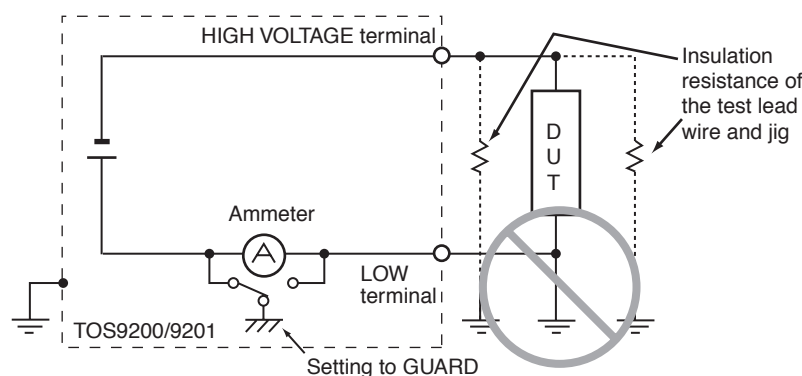 HIGH VOLTAGE terminal
Insulation
resistance of
the test lead
wire and jig
D
U
T
Ammeter
A
LOW
terminal
TOS9200/9201
Setting to GUARD